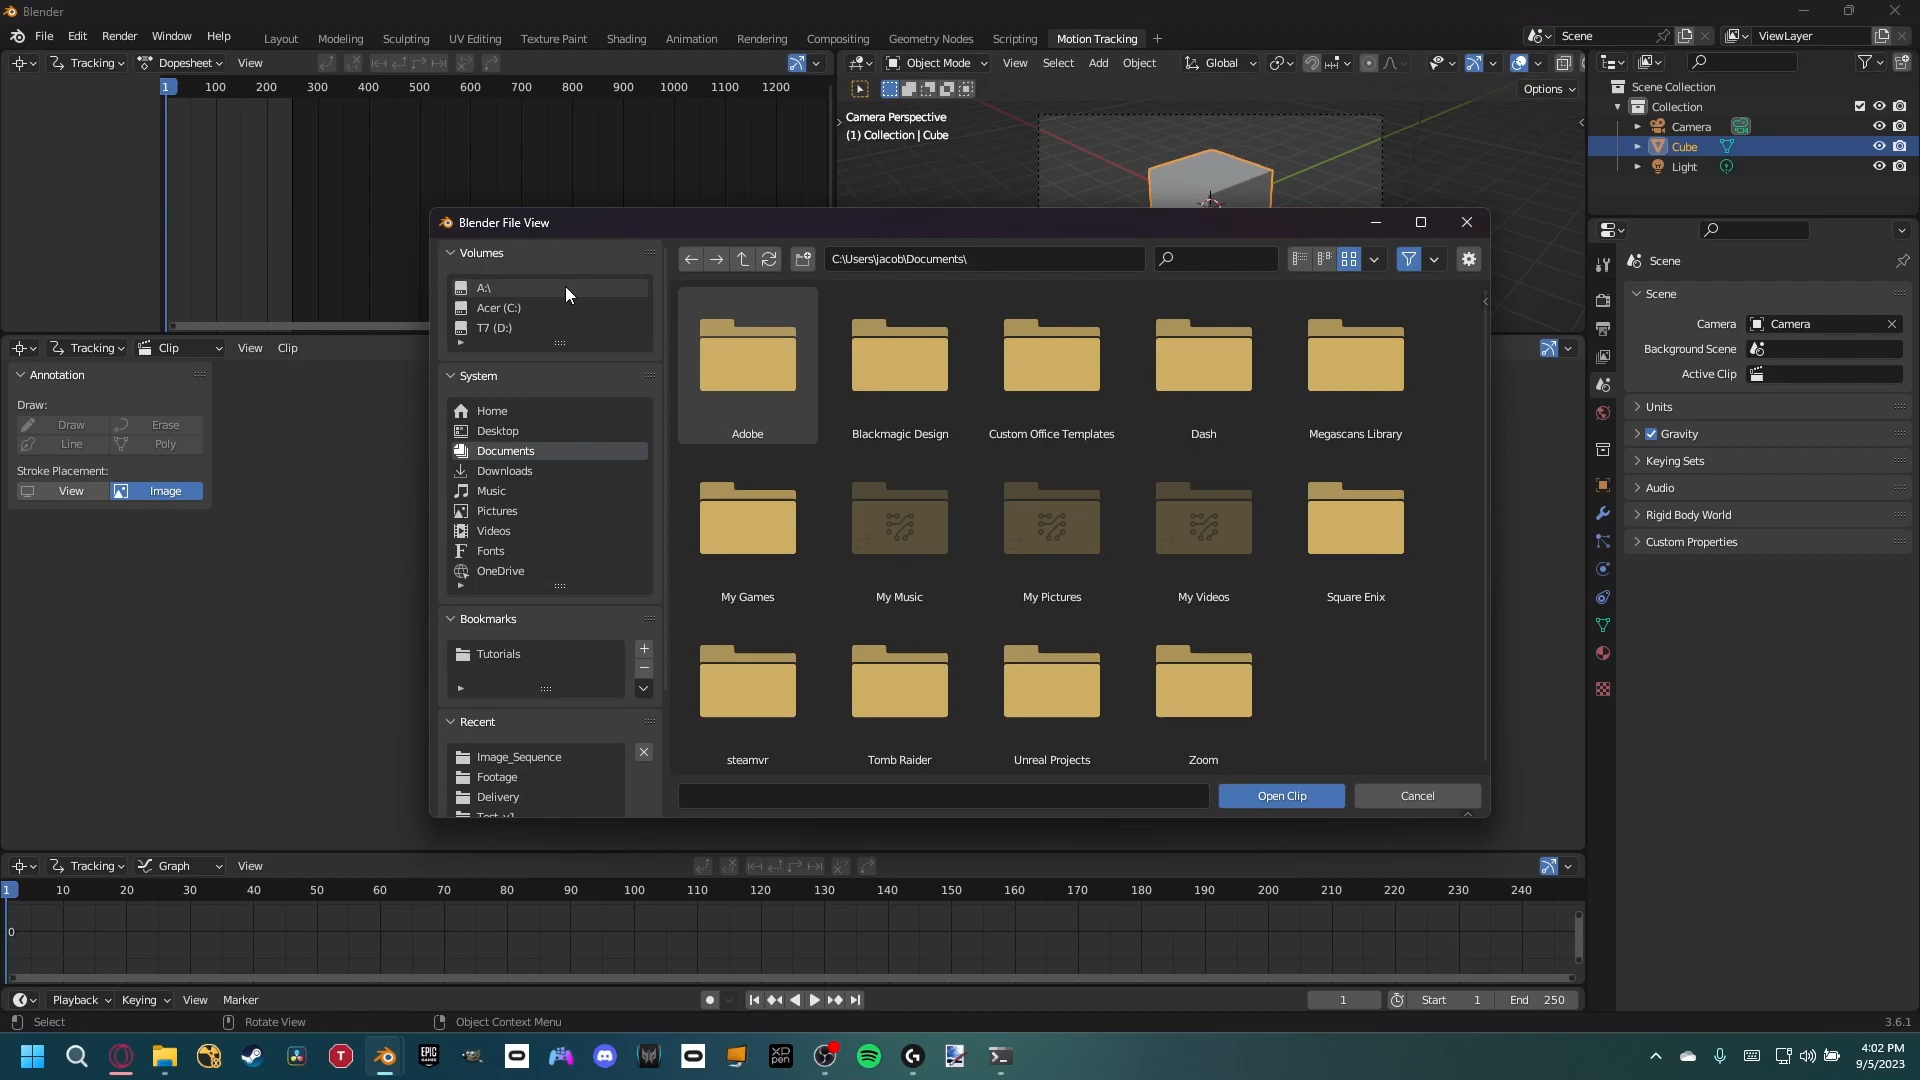 Blender
File Edit Render Window Help Layout Modeling Sculpting UV Editing Texture Paint Shading Animation Rendering Compositing Geometry Nodes Scripting Motion Tracking + Scene ViewLayer
Tracking Dopesheet View
1 100 200 300 400 500 600 700 800 900 1000 1100 1200
Object Mode View Select Add Object Global
Options
Camera Perspective
(1) Collection | Cube
Scene Collection
Collection
Camera
Cube
Light
Blender File View
Volumes
A:\
Acer (C:)
T7 (D:)
System
Home
Desktop
Documents
Downloads
Music
Pictures
Videos
Fonts
OneDrive
Bookmarks
Tutorials
Recent
Image_Sequence
Footage
Delivery
C:\Users\jacob\Documents\
Adobe Blackmagic Design Custom Office Templates Dash Megascans Library
My Games My Music My Pictures My Videos Square Enix
steamvr Tomb Raider Unreal Projects Zoom
Open Clip Cancel
Scene
Scene
Camera Camera
Background Scene
Active Clip
Units
Gravity
Keying Sets
Audio
Rigid Body World
Custom Properties
Tracking Clip View Clip
Annotation
Draw:
Draw Erase
Line Poly
Stroke Placement:
View Image
Tracking Graph View
1 10 20 30 40 50 60 70 80 90 100 110 120 130 140 150 160 170 180 190 200 210 220 230 240
0
Playback Keying View Marker 1 Start 1 End 250
Select Rotate View Object Context Menu 3.6.1
T EPIC GAMES XP PEN
4:02 PM
9/5/2023